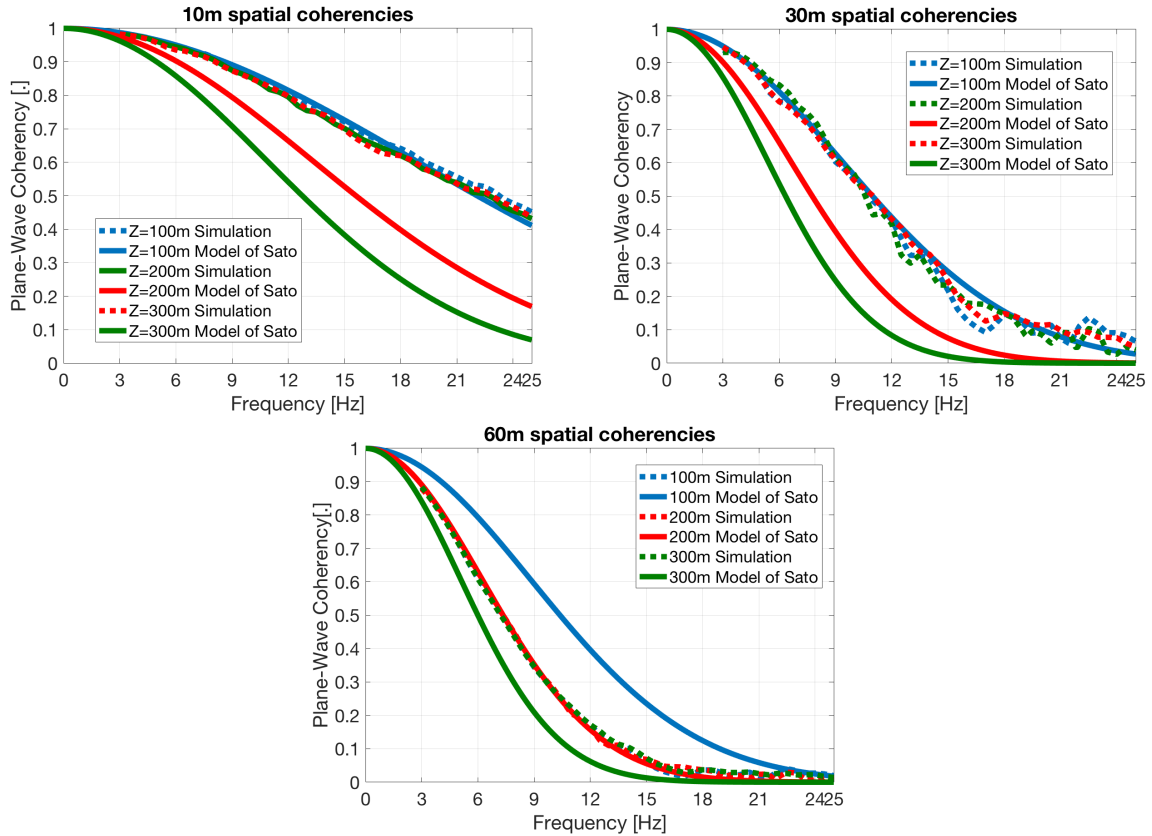 10m spatial coherencies
Plane-Wave Coherency [.]
1
0.9
0.8
0.7
0.6
0.5
0.4
0.3
0.2
0.1
0
Z=100m Simulation
Z=100m Model of Sato
Z=200m Simulation
Z=200m Model of Sato
Z=300m Simulation
Z=300m Model of Sato
0 3 6 9 12 15 18 21 24 25
Frequency [Hz]
30m spatial coherencies
Plane-Wave Coherency
1
0.9
0.8
0.7
0.6
0.5
0.4
0.3
0.2
0.1
0
Z=100m Simulation
Z=100m Model of Sato
Z=200m Simulation
Z=200m Model of Sato
Z=300m Simulation
Z=300m Model of Sato
0 3 6 9 12 15 18 21 24 25
Frequency [Hz]
60m spatial coherencies
Plane-Wave Coherency[.]
1
0.9
0.8
0.7
0.6
0.5
0.4
0.3
0.2
0.1
0
100m Simulation
100m Model of Sato
200m Simulation
200m Model of Sato
300m Simulation
300m Model of Sato
0 3 6 9 12 15 18 21 24 25
Frequency [Hz]